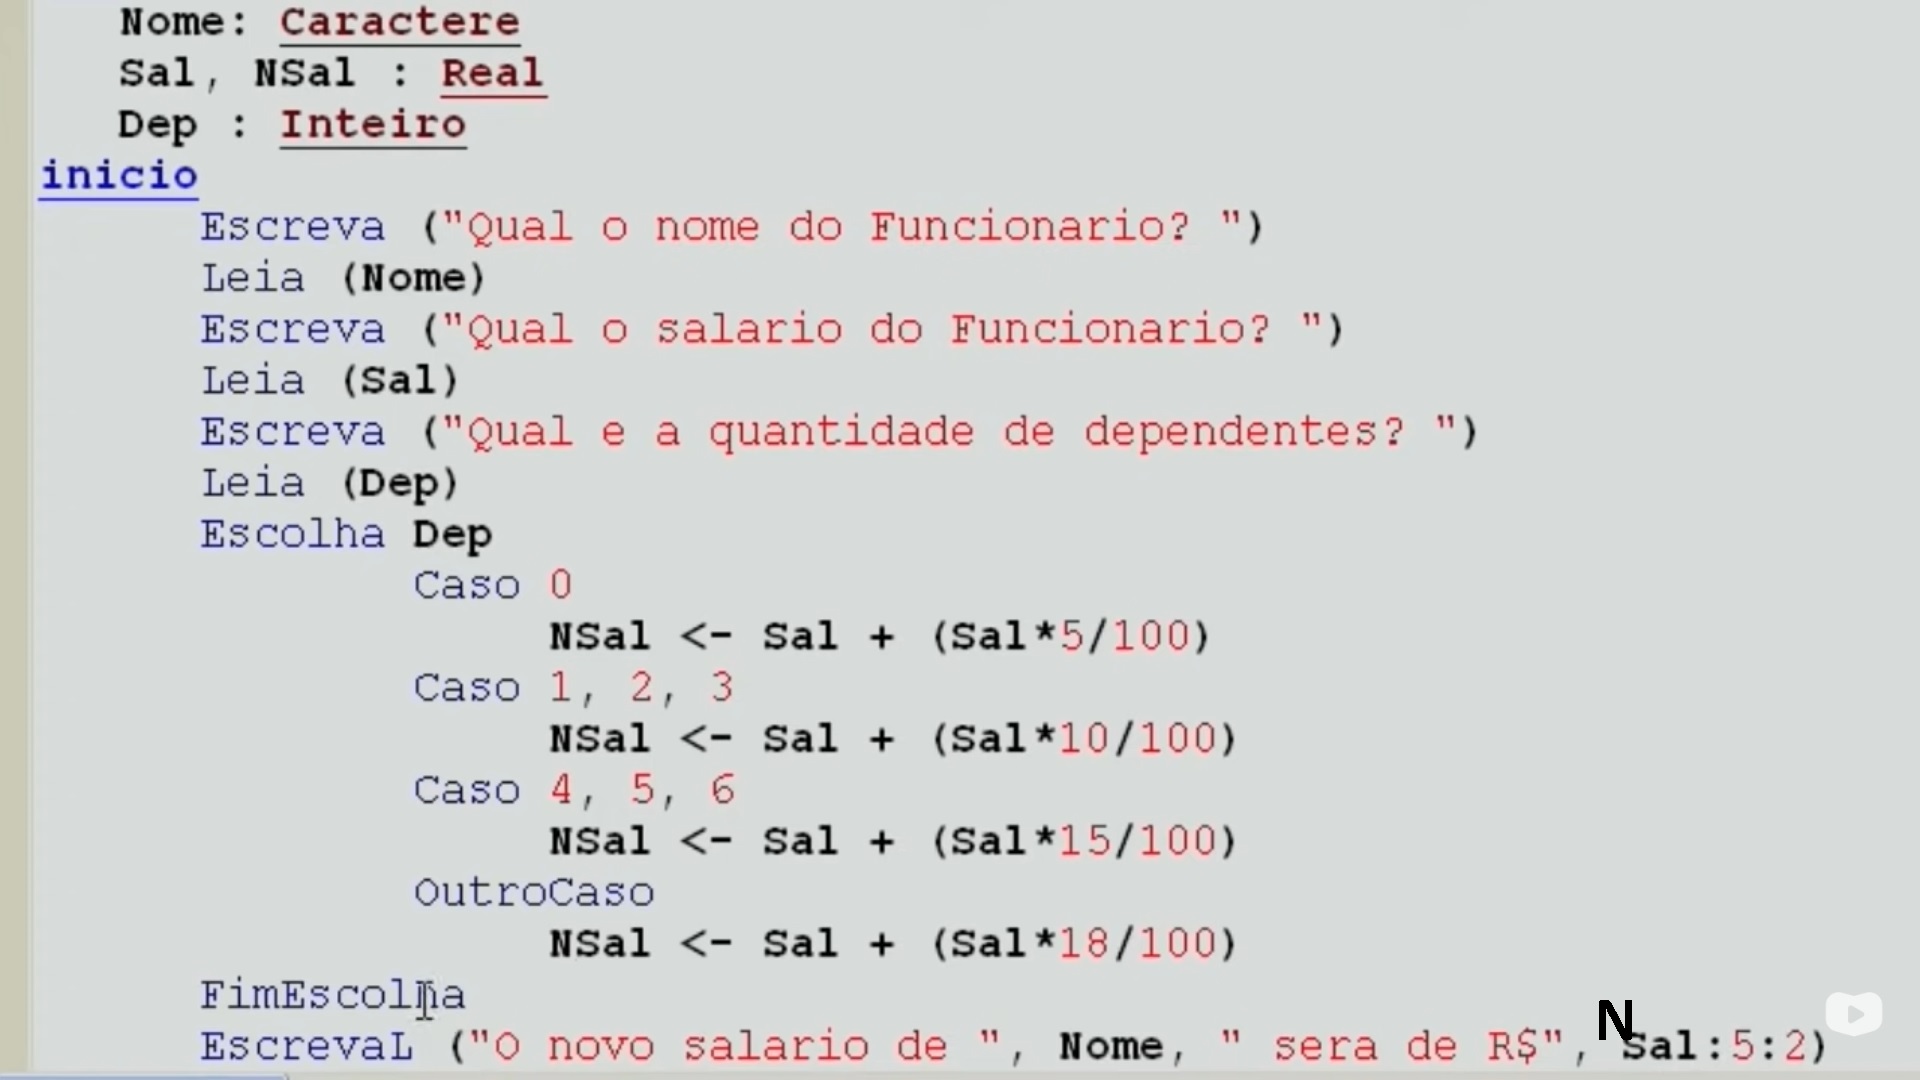 Nome: Caractere
Sal, NSal : Real
Dep : Inteiro
inicio
Escreva ("Qual o nome do Funcionario? ")
Leia (Nome)
Escreva ("Qual o salario do Funcionario? ")
Leia (Sal)
Escreva ("Qual e a quantidade de dependentes? ")
Leia (Dep)
Escolha Dep
Caso 0
NSal <- Sal + (Sal*5/100)
Caso 1, 2, 3
NSal <- Sal + (Sal*10/100)
Caso 4, 5, 6
NSal <- Sal + (Sal*15/100)
OutroCaso
NSal <- Sal + (Sal*18/100)
FimEscolha
N
EscrevaL ("O novo salario de ", Nome, " sera de R$", Sal:5:2)